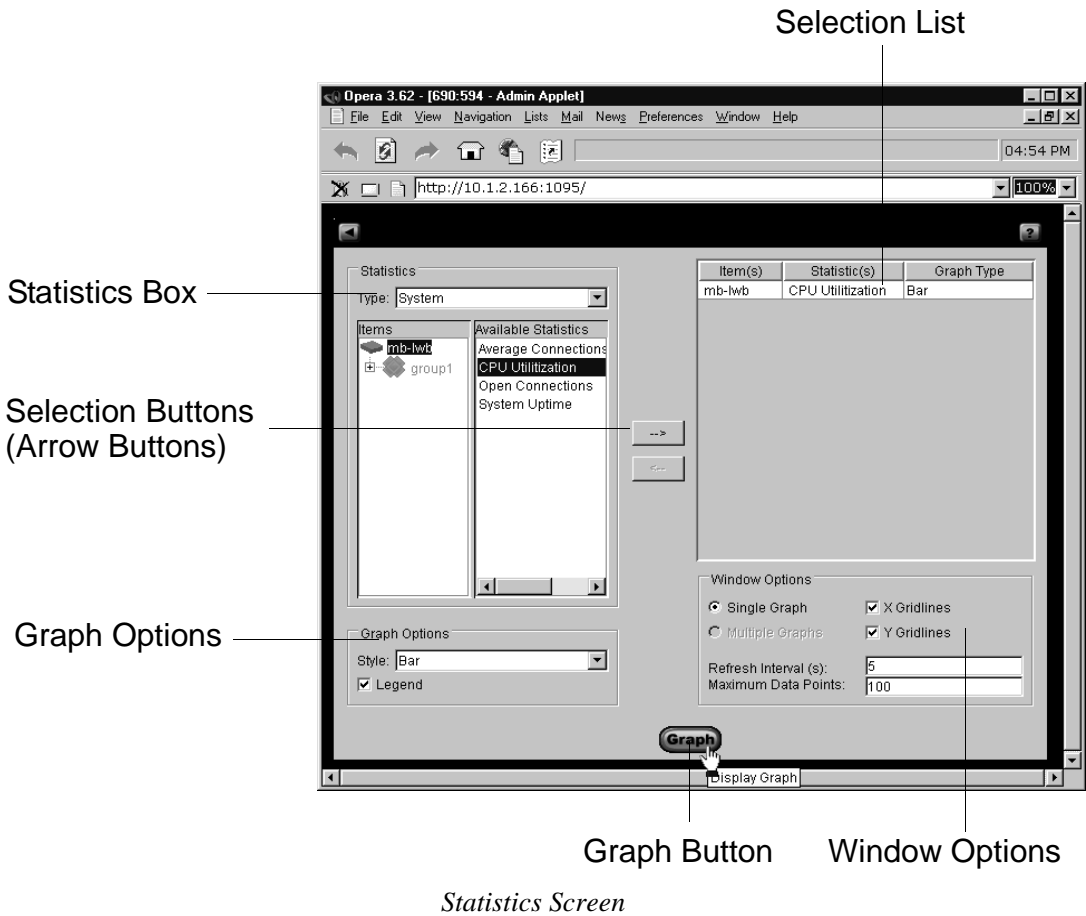 Selection List
Opera 3.62 - [690:594 - Admin Applet]
File Edit View Navigation Lists Mail News Preferences Window Help
04:54 PM
http://10.1.2.166:1095/
100%
?
Statistics Box
Statistics
Type: System
Items
mb-lwb
group1
Available Statistics
Average Connections
CPU Utilitization
Open Connections
System Uptime
Selection Buttons
(Arrow Buttons)
-->
<--
Item(s) Statistic(s) Graph Type
mb-lwb CPU Utilitization Bar
Graph Options
Graph Options
Style: Bar
Legend
Window Options
Single Graph X Gridlines
Multiple Graphs Y Gridlines
Refresh Interval (s): 5
Maximum Data Points: 100
Graph
Display Graph
Graph Button
Window Options
Statistics Screen